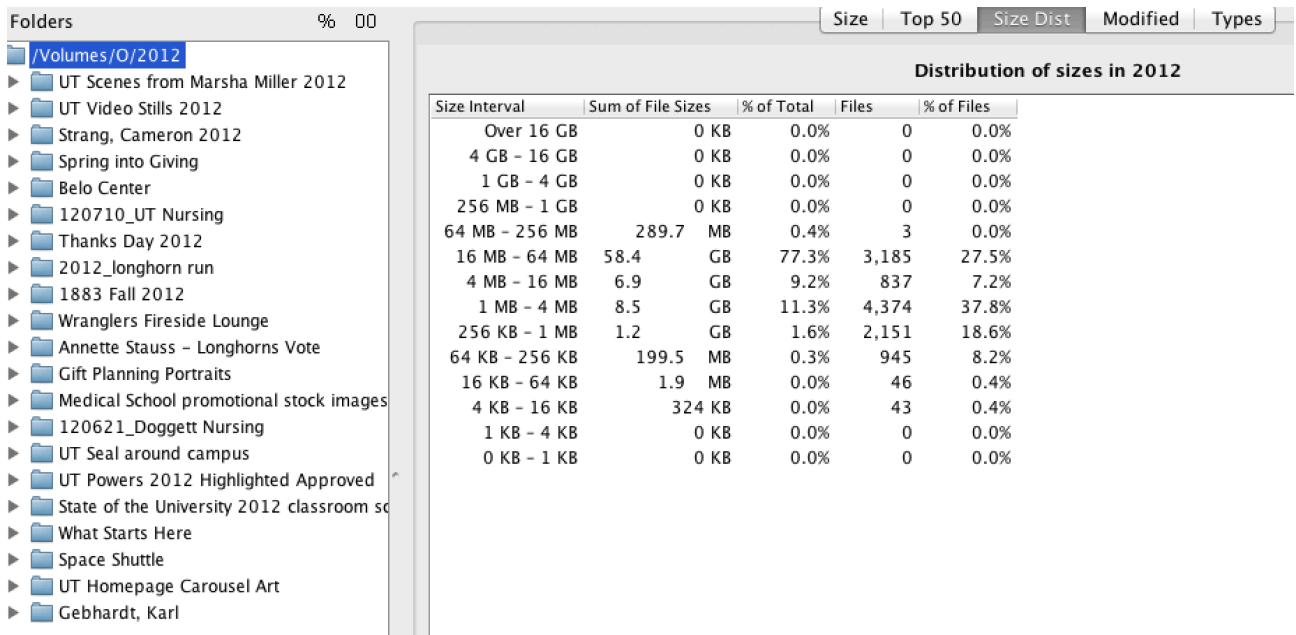 Folders % 00
/Volumes/O/2012
UT Scenes from Marsha Miller 2012
UT Video Stills 2012
Strang, Cameron 2012
Spring into Giving
Belo Center
120710_UT Nursing
Thanks Day 2012
2012_longhorn run
1883 Fall 2012
Wranglers Fireside Lounge
Annette Stauss – Longhorns Vote
Gift Planning Portraits
Medical School promotional stock images
120621_Doggett Nursing
UT Seal around campus
UT Powers 2012 Highlighted Approved
State of the University 2012 classroom sc
What Starts Here
Space Shuttle
UT Homepage Carousel Art
Gebhardt, Karl
Size Top 50 Size Dist Modified Types
Distribution of sizes in 2012
Size Interval Sum of File Sizes % of Total Files % of Files
Over 16 GB 0 KB 0.0% 0 0.0%
4 GB – 16 GB 0 KB 0.0% 0 0.0%
1 GB – 4 GB 0 KB 0.0% 0 0.0%
256 MB – 1 GB 0 KB 0.0% 0 0.0%
64 MB – 256 MB 289.7 MB 0.4% 3 0.0%
16 MB – 64 MB 58.4 GB 77.3% 3,185 27.5%
4 MB – 16 MB 6.9 GB 9.2% 837 7.2%
1 MB – 4 MB 8.5 GB 11.3% 4,374 37.8%
256 KB – 1 MB 1.2 GB 1.6% 2,151 18.6%
64 KB – 256 KB 199.5 MB 0.3% 945 8.2%
16 KB – 64 KB 1.9 MB 0.0% 46 0.4%
4 KB – 16 KB 324 KB 0.0% 43 0.4%
1 KB – 4 KB 0 KB 0.0% 0 0.0%
0 KB – 1 KB 0 KB 0.0% 0 0.0%